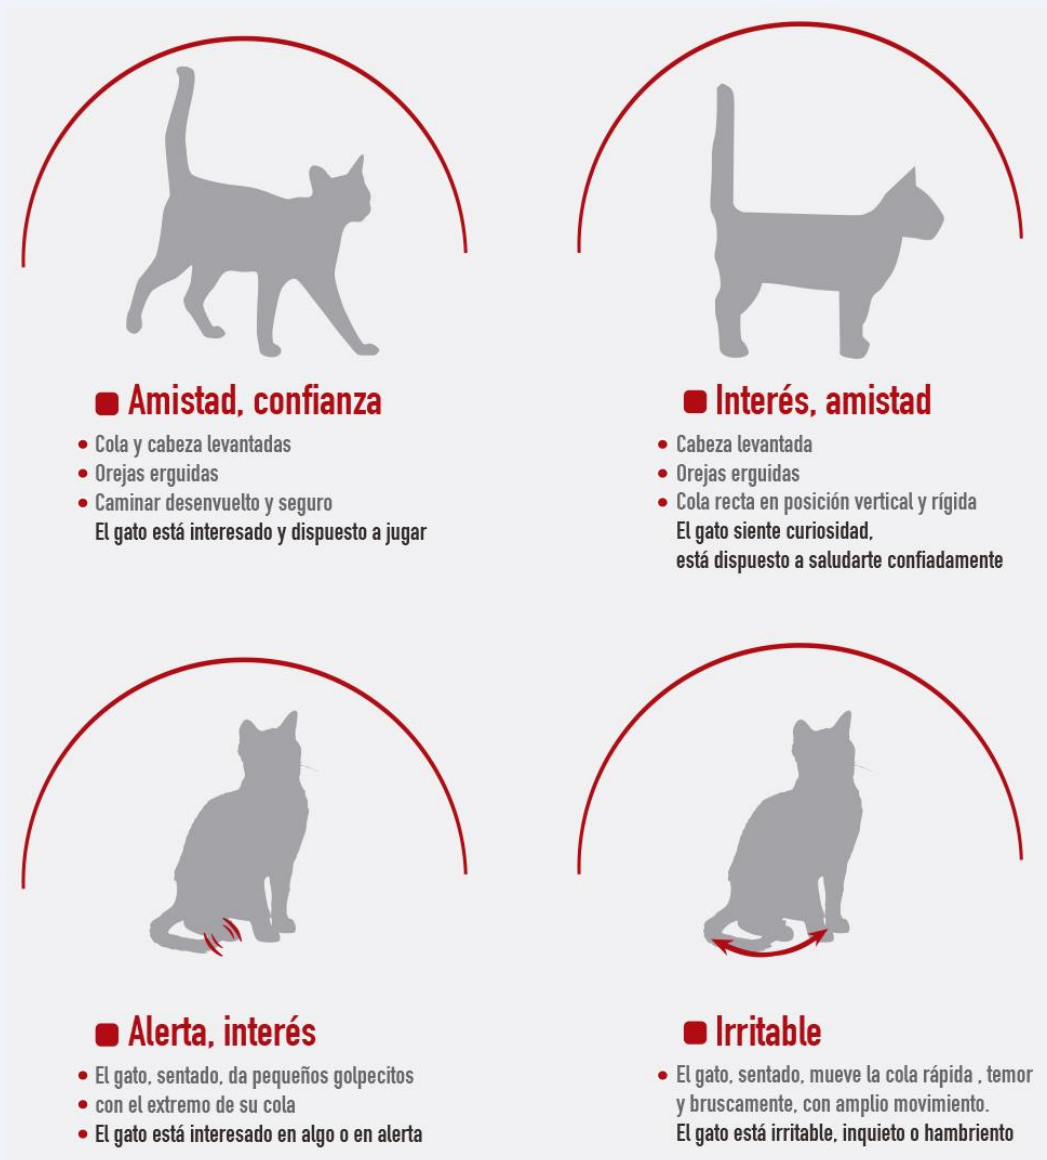 Amistad, confianza
Cola y cabeza levantadas
Orejas erguidas
Caminar desenvuelto y seguro
El gato está interesado y dispuesto a jugar
Interés, amistad
Cabeza levantada
Orejas erguidas
Cola recta en posición vertical y rígida
El gato siente curiosidad,
está dispuesto a saludarte confiadamente
Alerta, interés
El gato, sentado, da pequeños golpecitos
con el extremo de su cola
El gato está interesado en algo o en alerta
Irritable
El gato, sentado, mueve la cola rápida , temor
y bruscamente, con amplio movimiento.
El gato está irritable, inquieto o hambriento